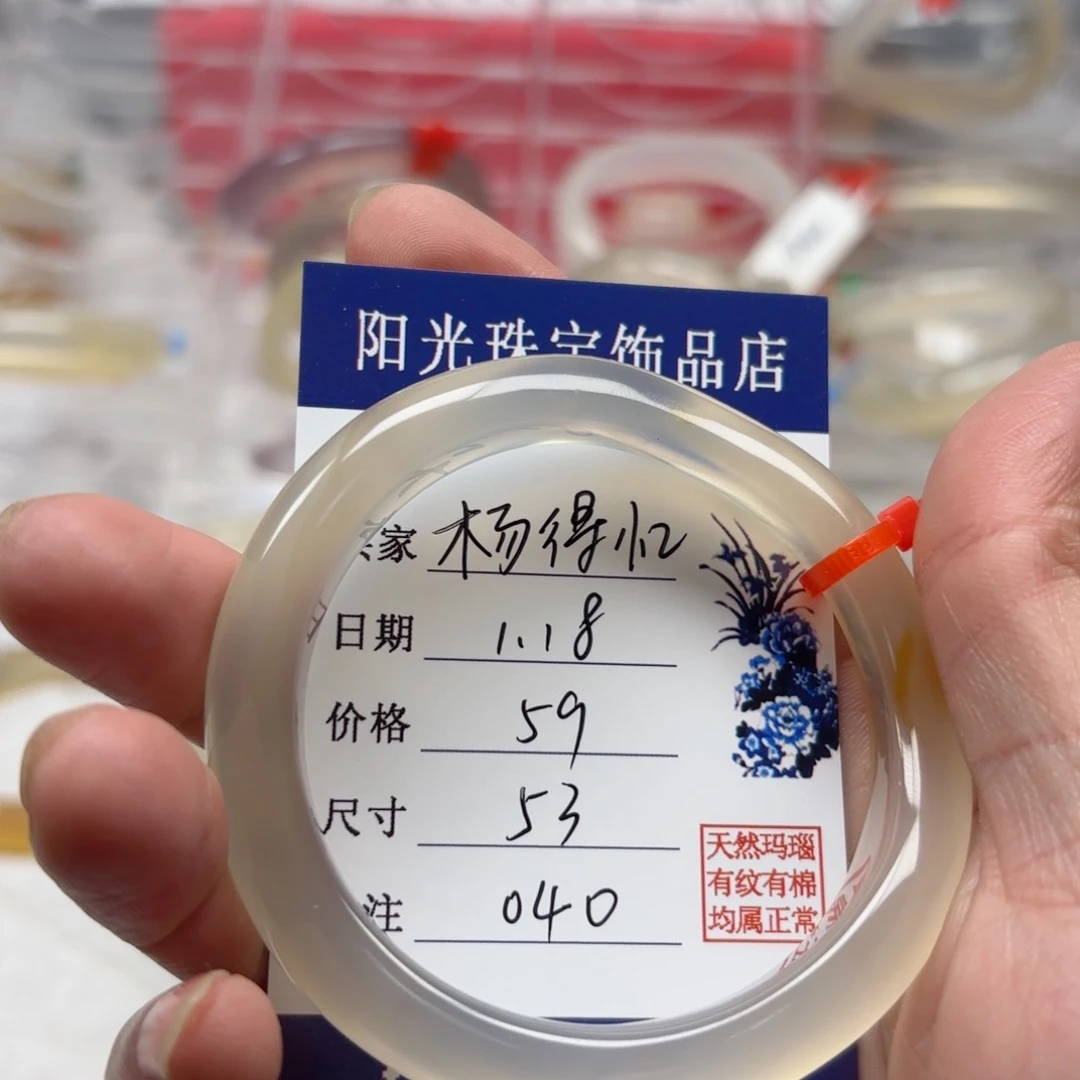 阳光珠宝饰品店
家 杨得忆
日期 1.18
价格 59
尺寸 53
注 040
天然玛瑙
有纹有棉
均属正常